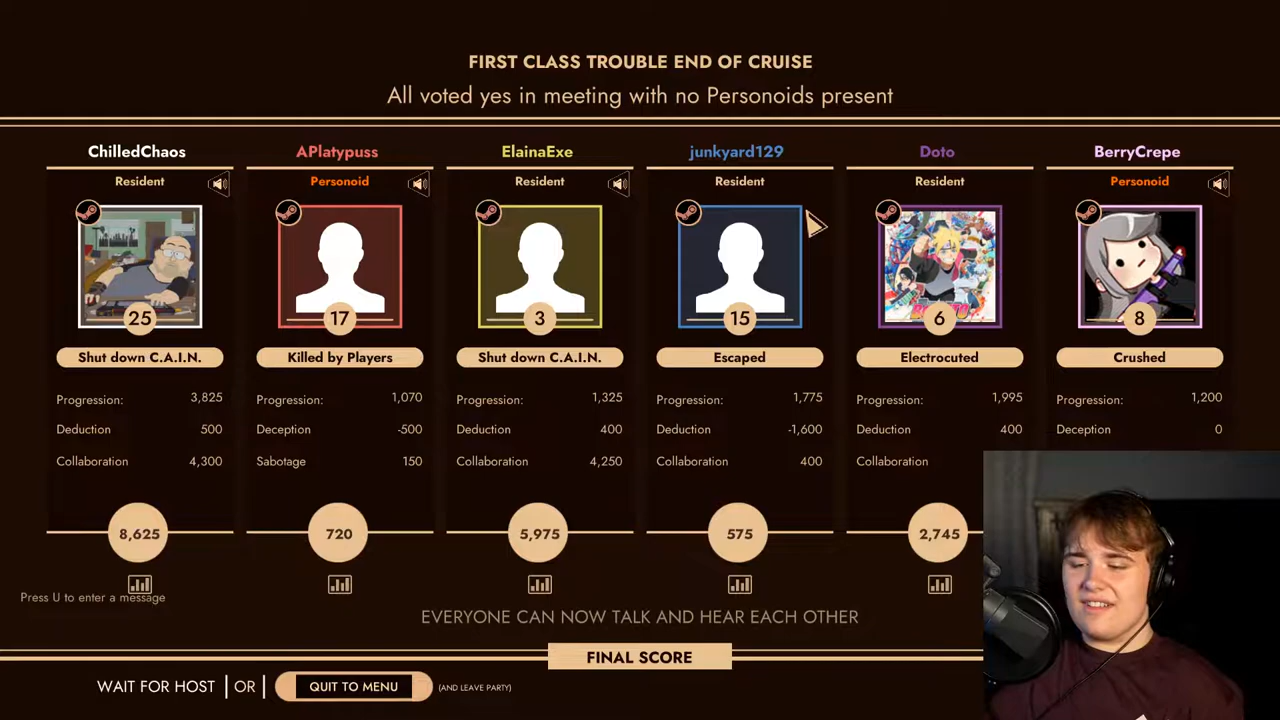 FIRST CLASS TROUBLE END OF CRUISE
All voted yes in meeting with no Personoids present
ChilledChaos
Resident
25
Shut down C.A.I.N.
Progression: 3,825
Deduction 500
Collaboration 4,300
8,625
APlatypuss
Personoid
17
Killed by Players
Progression: 1,070
Deception -500
Sabotage 150
720
ElainaExe
Resident
3
Shut down C.A.I.N.
Progression: 1,325
Deduction 400
Collaboration 4,250
5,975
junkyard129
Resident
15
Escaped
Progression: 1,775
Deduction -1,600
Collaboration 400
575
Doto
Resident
6
Electrocuted
Progression: 1,995
Deduction 400
Collaboration
2,745
BerryCrepe
Personoid
8
Crushed
Progression: 1,200
Deception 0
Press U to enter a message
EVERYONE CAN NOW TALK AND HEAR EACH OTHER
FINAL SCORE
WAIT FOR HOST | OR | QUIT TO MENU (AND LEAVE PARTY)